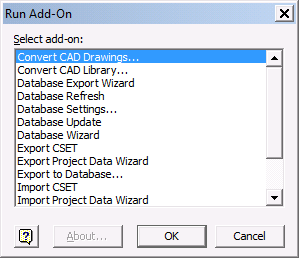 Run Add-On
Select add-on:
Convert CAD Drawings...
Convert CAD Library...
Database Export Wizard
Database Refresh
Database Settings...
Database Update
Database Wizard
Export CSET
Export Project Data Wizard
Export to Database...
Import CSET
Import Project Data Wizard
?
About...
OK
Cancel